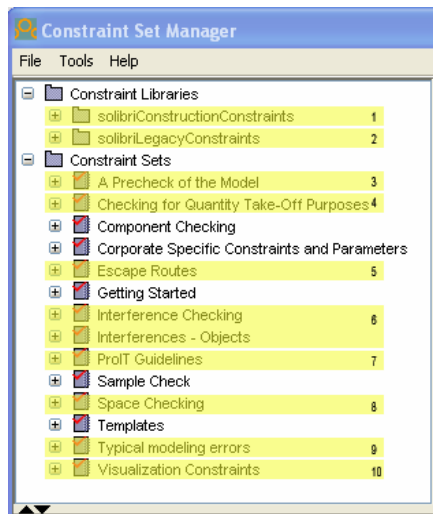 Constraint Set Manager
File Tools Help
Constraint Libraries
solibriConstructionConstraints 1
solibriLegacyConstraints 2
Constraint Sets
A Precheck of the Model 3
Checking for Quantity Take-Off Purposes 4
Component Checking
Corporate Specific Constraints and Parameters
Escape Routes 5
Getting Started
Interference Checking 6
Interferences - Objects
ProIT Guidelines 7
Sample Check
Space Checking 8
Templates
Typical modeling errors 9
Visualization Constraints 10